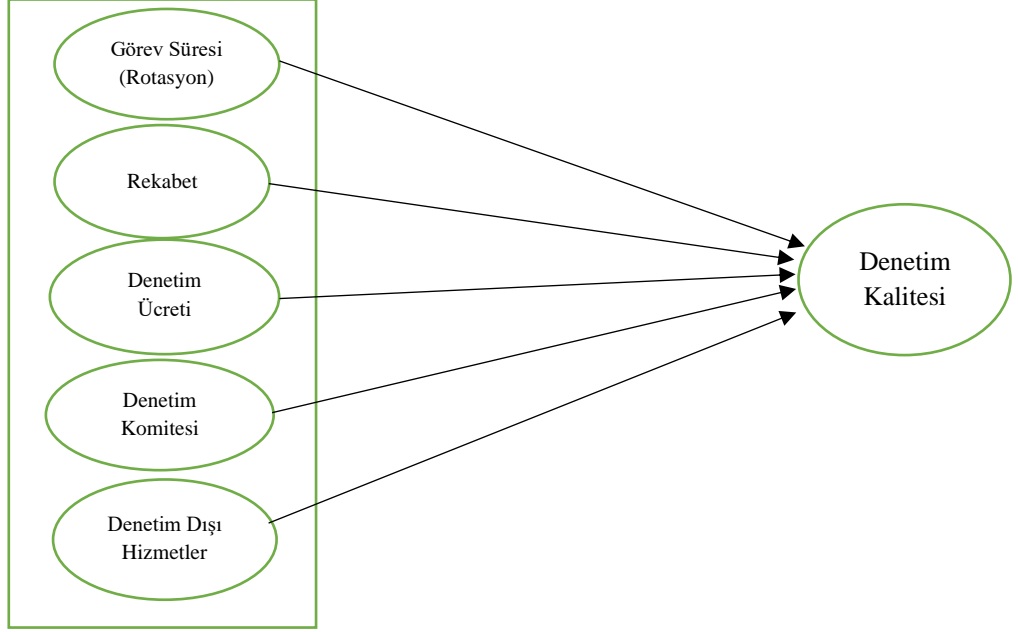 Görev Süresi
(Rotasyon)
Rekabet
Denetim
Ücreti
Denetim
Komitesi
Denetim Dışı
Hizmetler
Denetim
Kalitesi